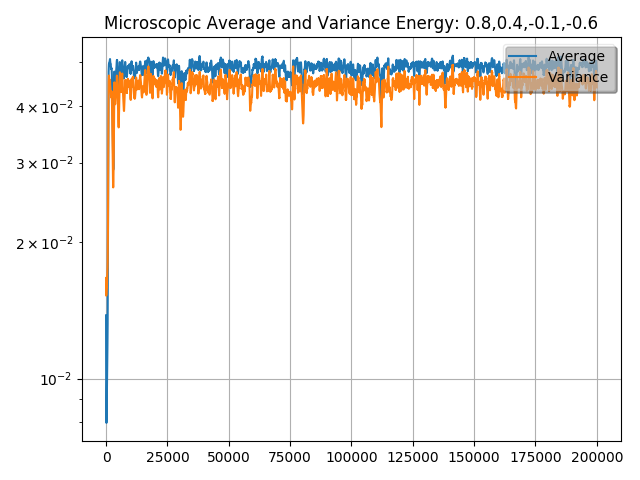 Microscopic Average and Variance Energy: 0.8,0.4,-0.1,-0.6
Average
Variance
4 × 10⁻²
3 × 10⁻²
2 × 10⁻²
10⁻²
0 25000 50000 75000 100000 125000 150000 175000 200000